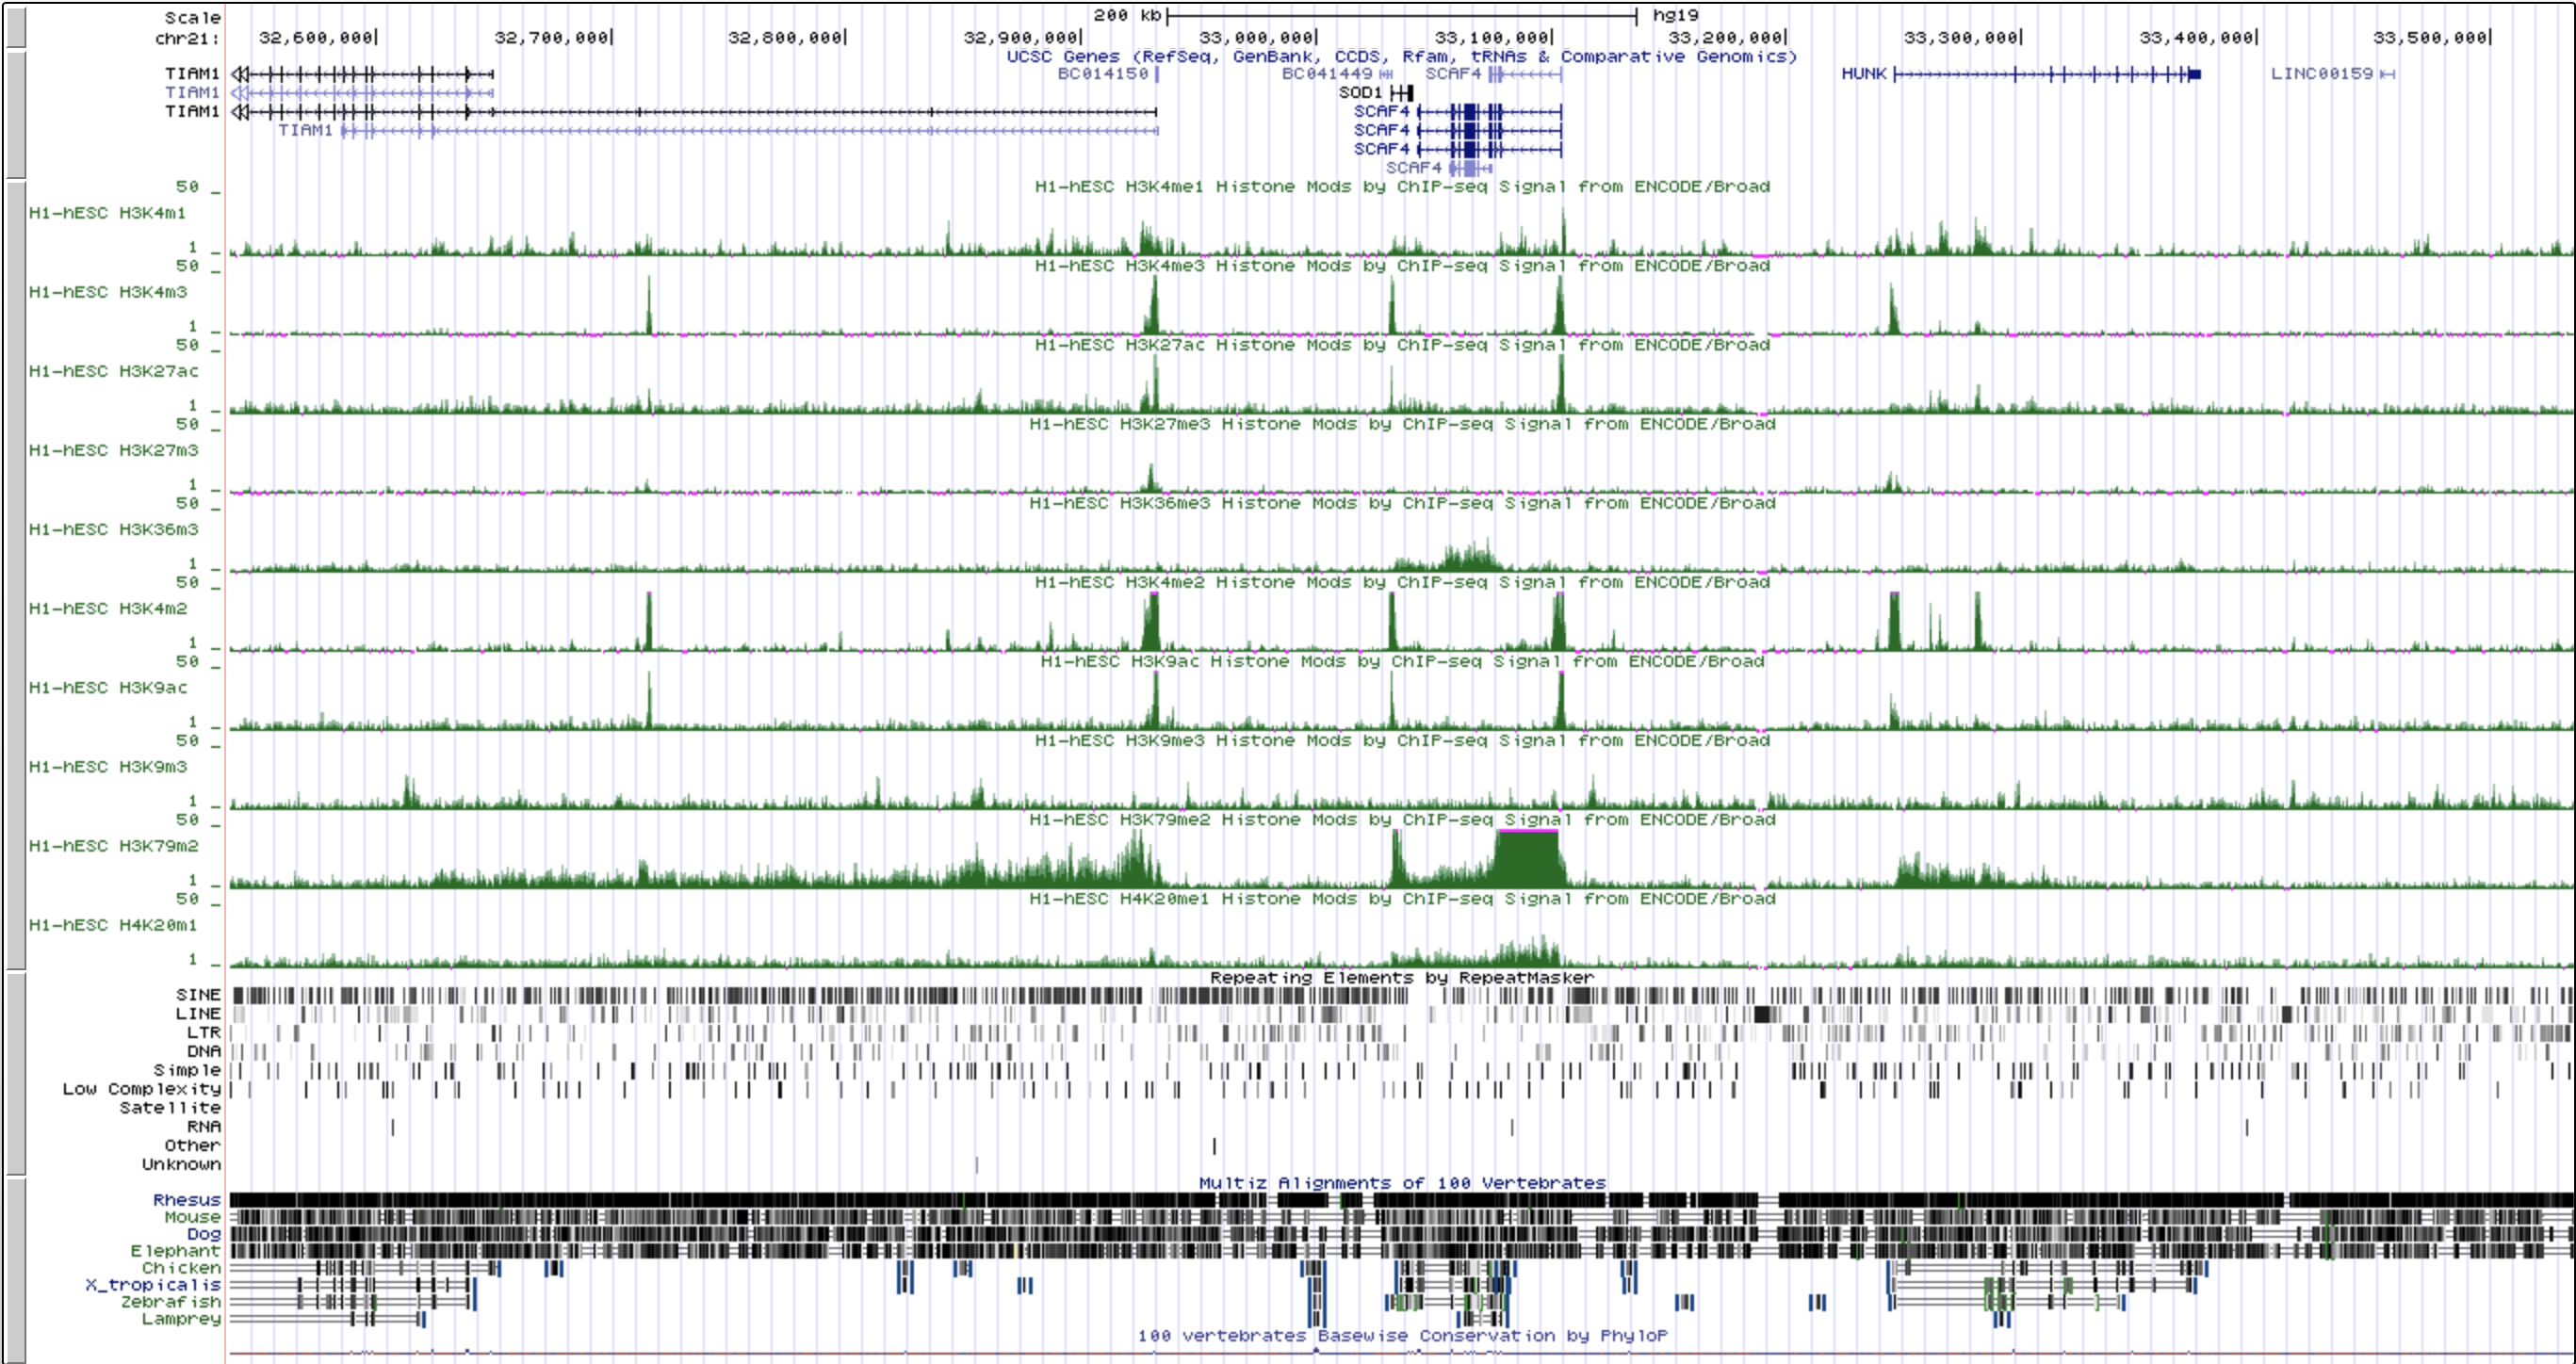 Scale 200 kb hg19
chr21: 32,600,000| 32,700,000| 32,800,000| 32,900,000| 33,000,000| 33,100,000| 33,200,000| 33,300,000| 33,400,000| 33,500,000|
UCSC Genes (RefSeq, GenBank, CCDS, Rfam, tRNAs & Comparative Genomics)
TIAM1 BC014150 BC041449 SCAF4 HUNK LINC00159
TIAM1 SOD1
TIAM1 SCAF4
TIAM1 SCAF4
SCAF4
SCAF4
50 _ H1-hESC H3K4me1 Histone Mods by ChIP-seq Signal from ENCODE/Broad
H1-hESC H3K4m1
1 _
50 _ H1-hESC H3K4me3 Histone Mods by ChIP-seq Signal from ENCODE/Broad
H1-hESC H3K4m3
1 _
50 _ H1-hESC H3K27ac Histone Mods by ChIP-seq Signal from ENCODE/Broad
H1-hESC H3K27ac
1 _
50 _ H1-hESC H3K27me3 Histone Mods by ChIP-seq Signal from ENCODE/Broad
H1-hESC H3K27m3
1 _
50 _ H1-hESC H3K36me3 Histone Mods by ChIP-seq Signal from ENCODE/Broad
H1-hESC H3K36m3
1 _
50 _ H1-hESC H3K4me2 Histone Mods by ChIP-seq Signal from ENCODE/Broad
H1-hESC H3K4m2
1 _
50 _ H1-hESC H3K9ac Histone Mods by ChIP-seq Signal from ENCODE/Broad
H1-hESC H3K9ac
1 _
50 _ H1-hESC H3K9me3 Histone Mods by ChIP-seq Signal from ENCODE/Broad
H1-hESC H3K9m3
1 _
50 _ H1-hESC H3K79me2 Histone Mods by ChIP-seq Signal from ENCODE/Broad
H1-hESC H3K79m2
1 _
50 _ H1-hESC H4K20me1 Histone Mods by ChIP-seq Signal from ENCODE/Broad
H1-hESC H4K20m1
1 _
Repeating Elements by RepeatMasker
SINE
LINE
LTR
DNA
Simple
Low Complexity
Satellite
RNA
Other
Unknown
Multiz Alignments of 100 Vertebrates
Rhesus
Mouse
Dog
Elephant
Chicken
X_tropicalis
Zebrafish
Lamprey
100 vertebrates Basewise Conservation by PhyloP